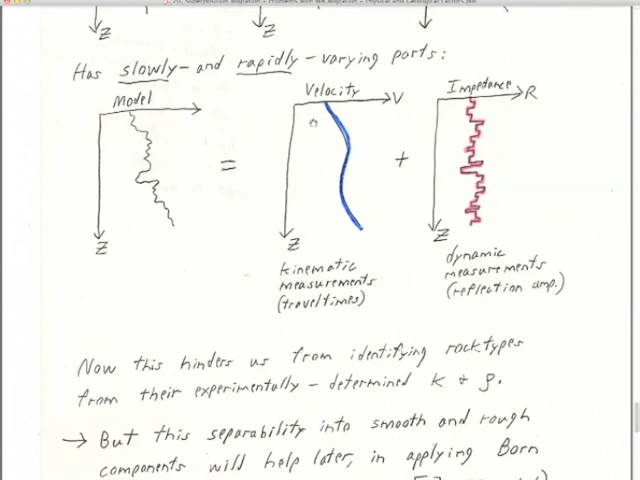 Z Z Z
Has slowly- and rapidly- varying parts:
Model
Velocity V
Impedance R
= +
Z Z Z
kinematic
measurements
(traveltimes)
dynamic
measurements
(reflection amp.)
Now this hinders us from identifying rocktypes
from their experimentally- determined K & ρ.
→ But this separability into smooth and rough
components will help later, in applying Born